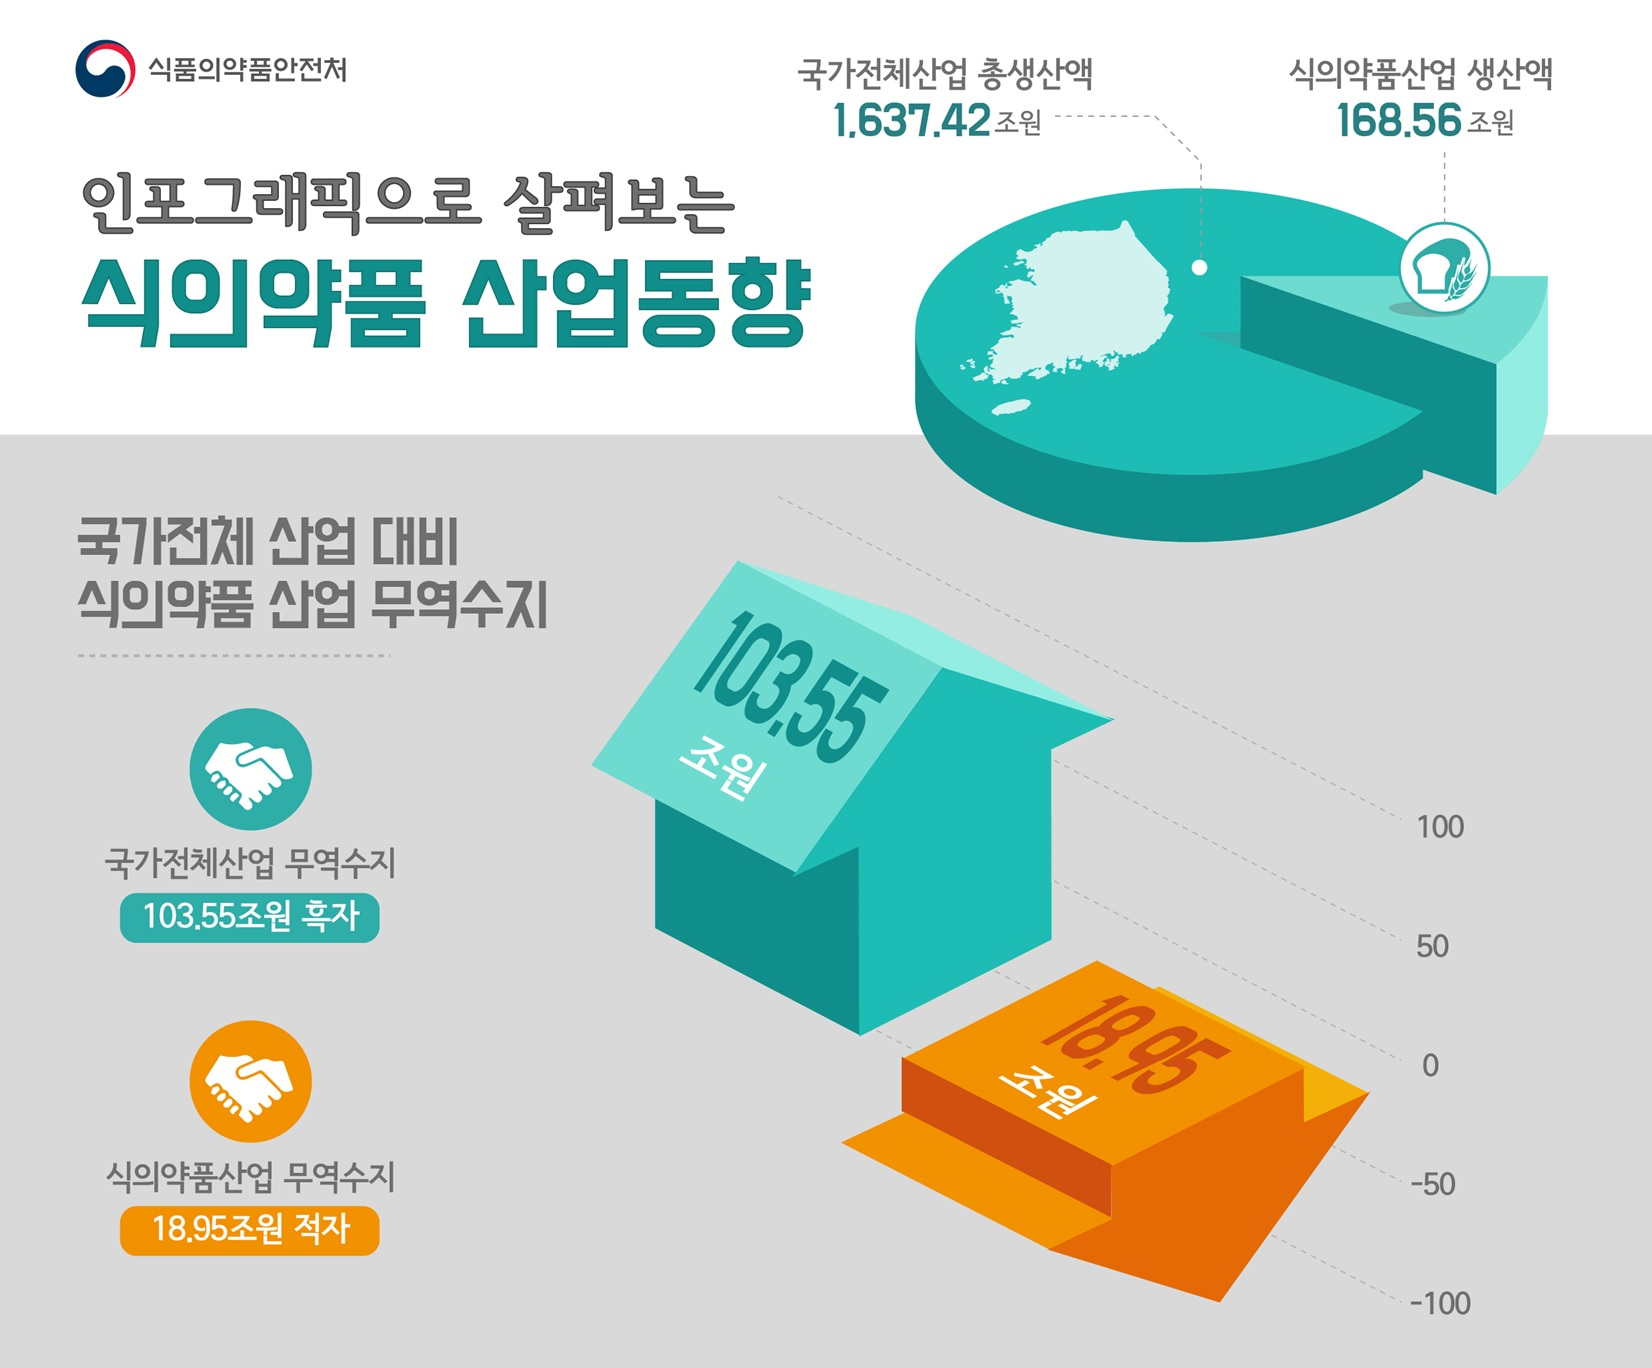 식품의약품안전처
인포그래픽으로 살펴보는
식의약품 산업동향
국가전체산업 총생산액
1,637.42조원
식의약품산업 생산액
168.56조원
국가전체 산업 대비
식의약품 산업 무역수지
국가전체산업 무역수지
103.55조원 흑자
식의약품산업 무역수지
18.95조원 적자
103.55
조원
18.95
조원
100
50
0
-50
-100